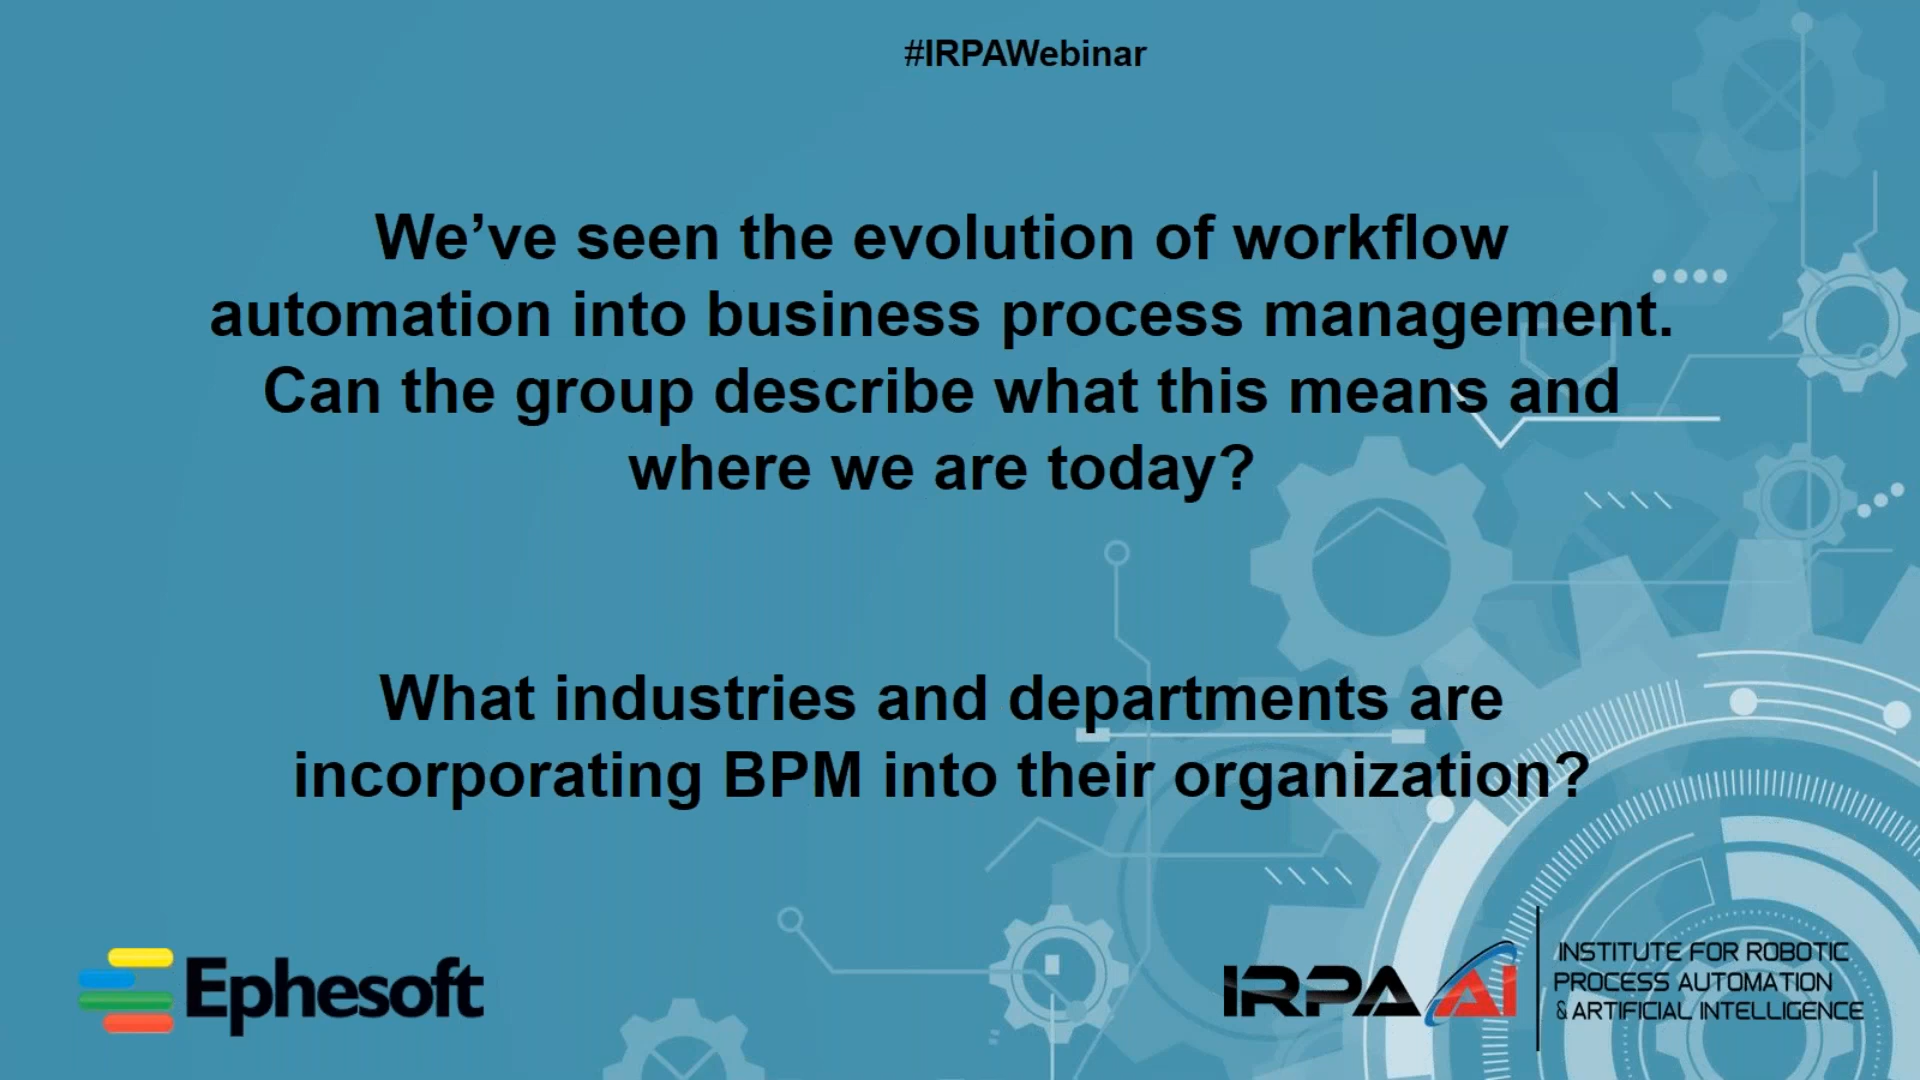 #IRPAWebinar
We’ve seen the evolution of workflow
automation into business process management.
Can the group describe what this means and
where we are today?
What industries and departments are
incorporating BPM into their organization?
Ephesoft
IRPA AI
INSTITUTE FOR ROBOTIC
PROCESS AUTOMATION
& ARTIFICIAL INTELLIGENCE